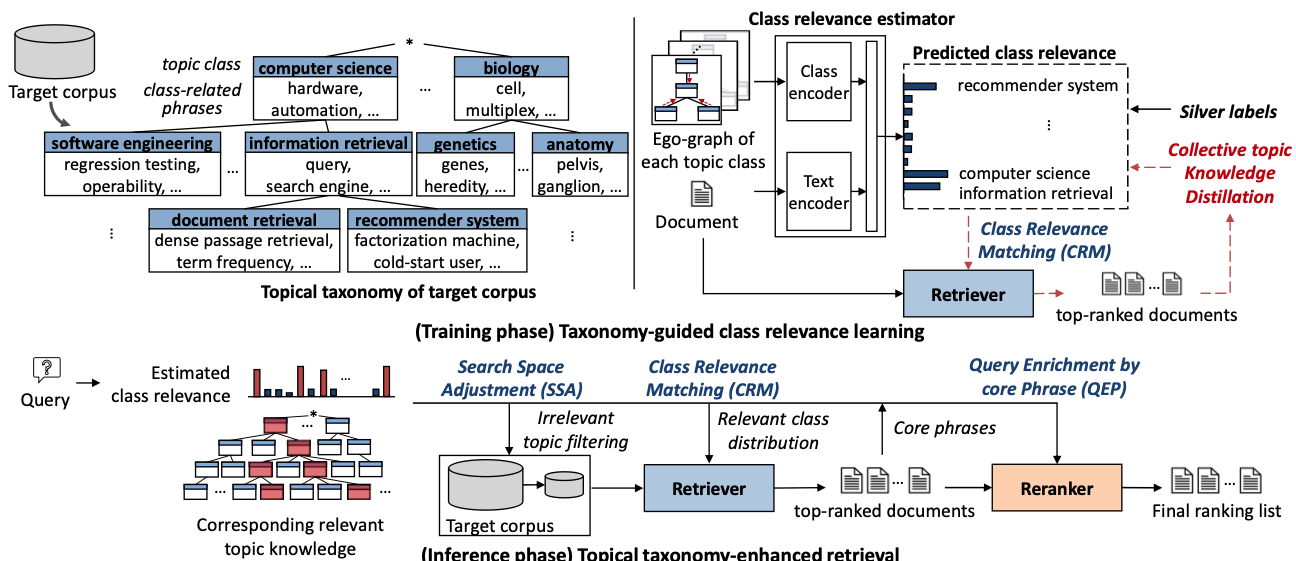 Target corpus
topic class
class-related
phrases
*
computer science
hardware,
automation, ...
...
biology
cell,
multiplex, ...
software engineering
regression testing,
operability, ...
...
information retrieval
query,
search engine, ...
genetics
genes,
heredity, ...
...
anatomy
pelvis,
ganglion, ...
⋮
document retrieval
dense passage retrieval,
term frequency, ...
recommender system
factorization machine,
cold-start user, ...
⋮
Topical taxonomy of target corpus
Class relevance estimator
Ego-graph of
each topic class
Document
Class
encoder
Text
encoder
Predicted class relevance
recommender system
⋮
computer science
information retrieval
Silver labels
Collective topic
Knowledge
Distillation
Class Relevance
Matching (CRM)
Retriever
...
top-ranked documents
(Training phase) Taxonomy-guided class relevance learning
?
Query
Estimated
class relevance
...
*
...
...
...
...
Corresponding relevant
topic knowledge
Search Space
Adjustment (SSA)
Irrelevant
topic filtering
Target corpus
Class Relevance
Matching (CRM)
Relevant class
distribution
Retriever
Core phrases
...
top-ranked documents
Query Enrichment by
core Phrase (QEP)
Reranker
...
Final ranking list
(Inference phase) Topical taxonomy-enhanced retrieval